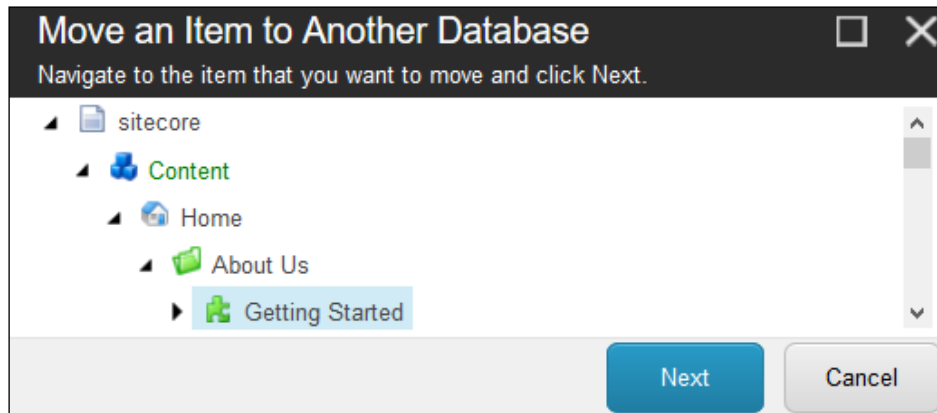 Move an Item to Another Database
Navigate to the item that you want to move and click Next.
sitecore
Content
Home
About Us
Getting Started
Next
Cancel